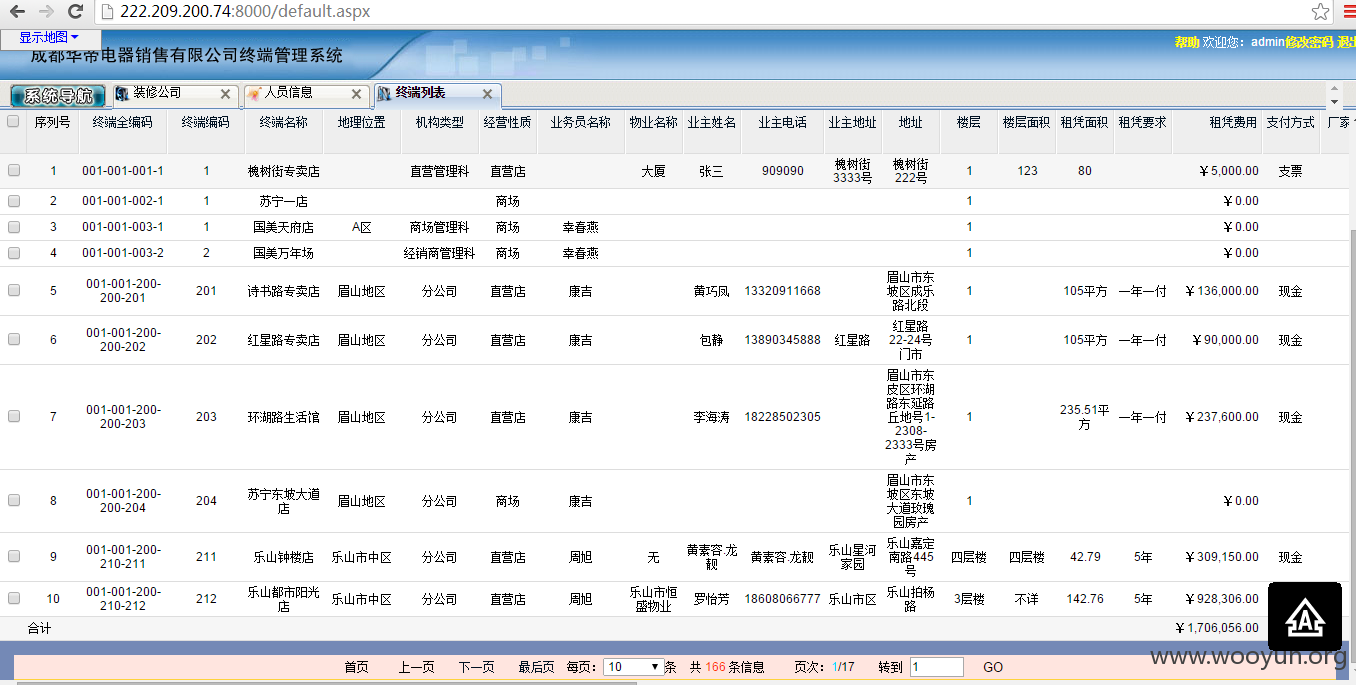 222.209.200.74:8000/default.aspx
显示地图
成都华帝电器销售有限公司终端管理系统
帮助 欢迎您：admin修改密码 退出
系统导航 装修公司 人员信息 终端列表
序列号 终端全编码 终端编码 终端名称 地理位置 机构类型 经营性质 业务员名称 物业名称 业主姓名 业主电话 业主地址 地址 楼层 楼层面积 租赁面积 租赁要求 租赁费用 支付方式 厂家
1 001-001-001-1 1 槐树街专卖店 直营管理科 直营店 大厦 张三 909090 槐树街3333号 槐树街222号 1 123 80 ￥5,000.00 支票
2 001-001-002-1 1 苏宁一店 商场 1 ￥0.00
3 001-001-003-1 1 国美天府店 A区 商场管理科 商场 幸春燕 1 ￥0.00
4 001-001-003-2 2 国美万年场 经销商管理科 商场 幸春燕 1 ￥0.00
5 001-001-200-200-201 201 诗书路专卖店 眉山地区 分公司 直营店 康吉 黄巧凤 13320911668 眉山市东坡区成乐路北段 1 105平方 一年一付 ￥136,000.00 现金
6 001-001-200-200-202 202 红星路专卖店 眉山地区 分公司 直营店 康吉 包静 13890345888 红星路 红星路22-24号门市 1 105平方 一年一付 ￥90,000.00 现金
7 001-001-200-200-203 203 环湖路生活馆 眉山地区 分公司 直营店 康吉 李海涛 18228502305 眉山市东皮区环湖路东延路丘地号1-2308-2333号房产 1 235.51平方 一年一付 ￥237,600.00 现金
8 001-001-200-200-204 204 苏宁东坡大道店 眉山地区 分公司 商场 康吉 眉山市东坡区东坡大道玫瑰园房产 1 ￥0.00
9 001-001-200-210-211 211 乐山钟楼店 乐山市中区 分公司 直营店 周旭 无 黄素容.龙靓 黄素容.龙靓 乐山星河家园 乐山嘉定南路445号 四层楼 四层楼 42.79 5年 ￥309,150.00 现金
10 001-001-200-210-212 212 乐山都市阳光店 乐山市中区 分公司 直营店 周旭 乐山市恒盛物业 罗怡芳 18608066777 乐山市区 乐山柏杨路 3层楼 不详 142.76 5年 ￥928,306.00
合计 ￥1,706,056.00
首页 上一页 下一页 最后页 每页： 10 条 共 166 条信息 页次： 1/17 转到 1 GO
www.wooyun.org